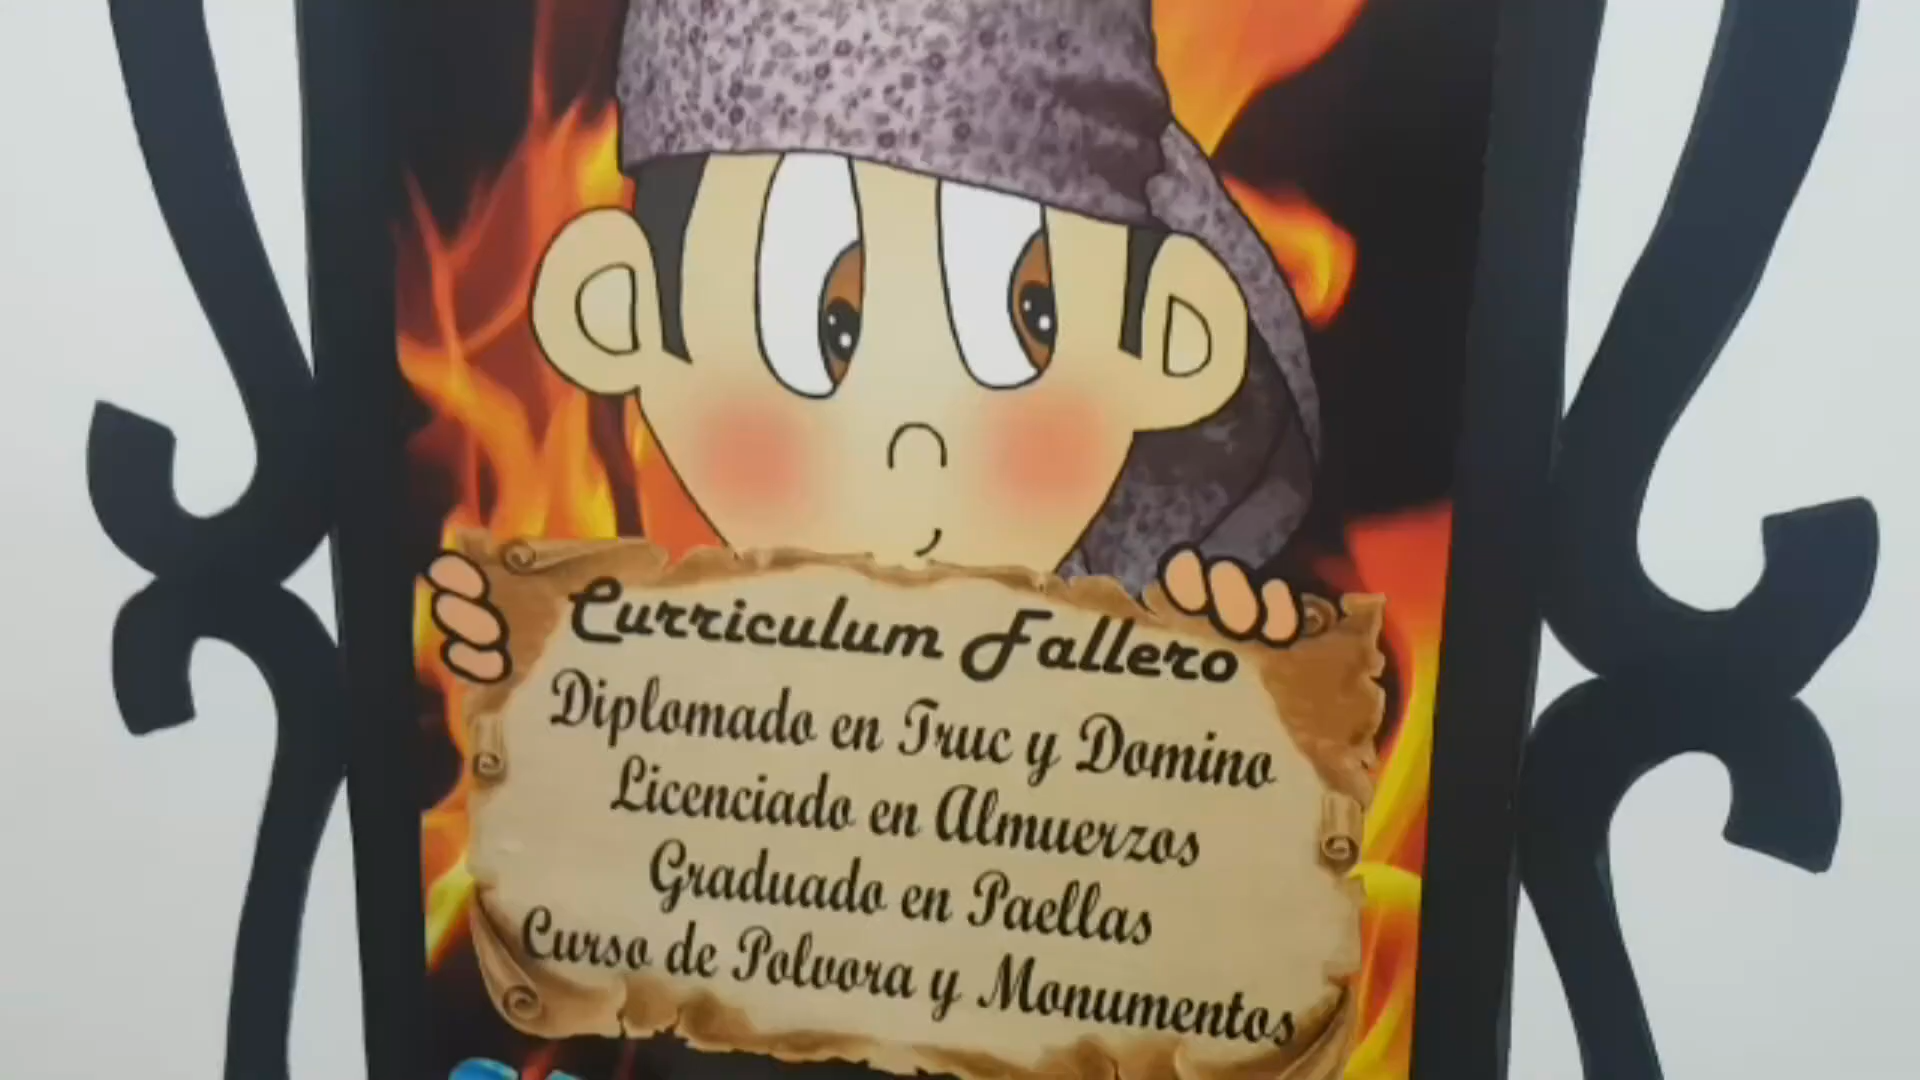 Curriculum Fallero
Diplomado en Truc y Domino
Licenciado en Almuerzos
Graduado en Paellas
Curso de Polvora y Monumentos